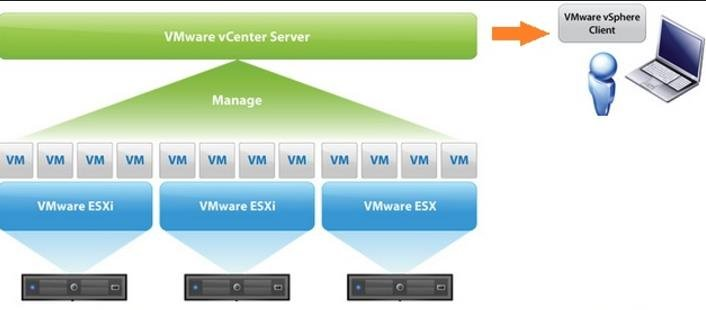 VMware vCenter Server
VMware vSphere
Client
Manage
VM VM VM VM VM VM VM VM VM VM VM VM
VMware ESXi VMware ESXi VMware ESX